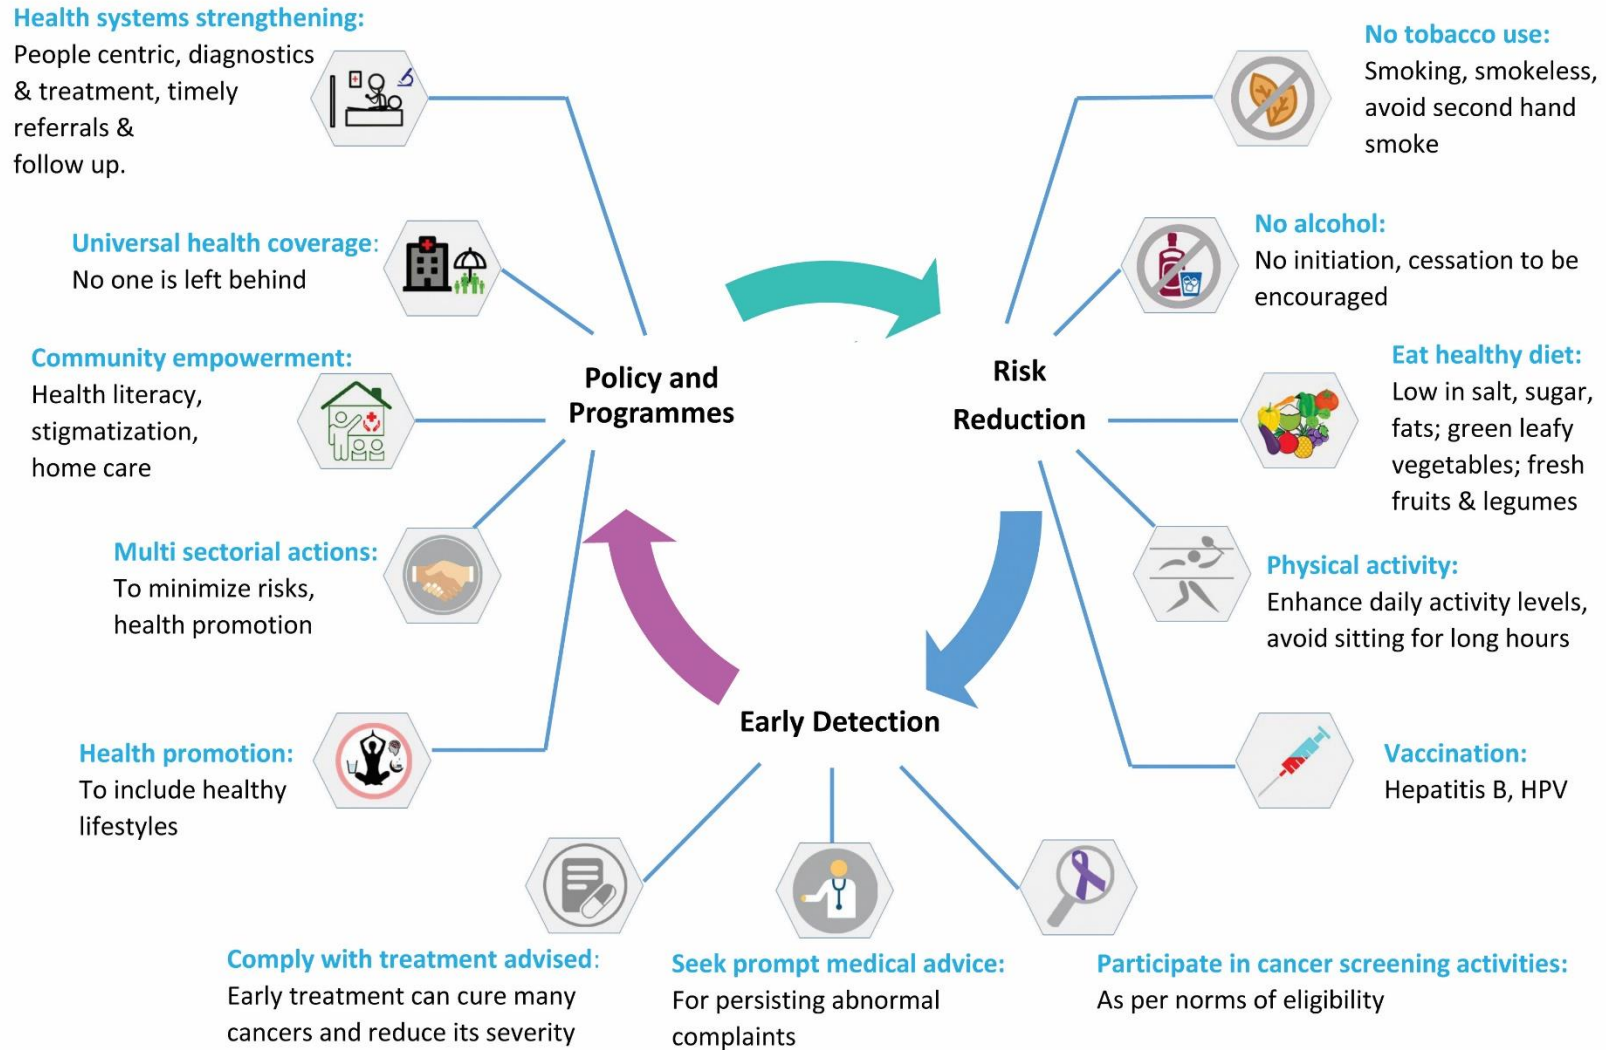 Health systems strengthening:
People centric, diagnostics
& treatment, timely
referrals &
follow up.
Universal health coverage:
No one is left behind
Community empowerment:
Health literacy,
stigmatization,
home care
Multi sectorial actions:
To minimize risks,
health promotion
Health promotion:
To include healthy
lifestyles
Policy and
Programmes
Risk
Reduction
Early Detection
No tobacco use:
Smoking, smokeless,
avoid second hand
smoke
No alcohol:
No initiation, cessation to be
encouraged
Eat healthy diet:
Low in salt, sugar,
fats; green leafy
vegetables; fresh
fruits & legumes
Physical activity:
Enhance daily activity levels,
avoid sitting for long hours
Vaccination:
Hepatitis B, HPV
Comply with treatment advised:
Early treatment can cure many
cancers and reduce its severity
Seek prompt medical advice:
For persisting abnormal
complaints
Participate in cancer screening activities:
As per norms of eligibility